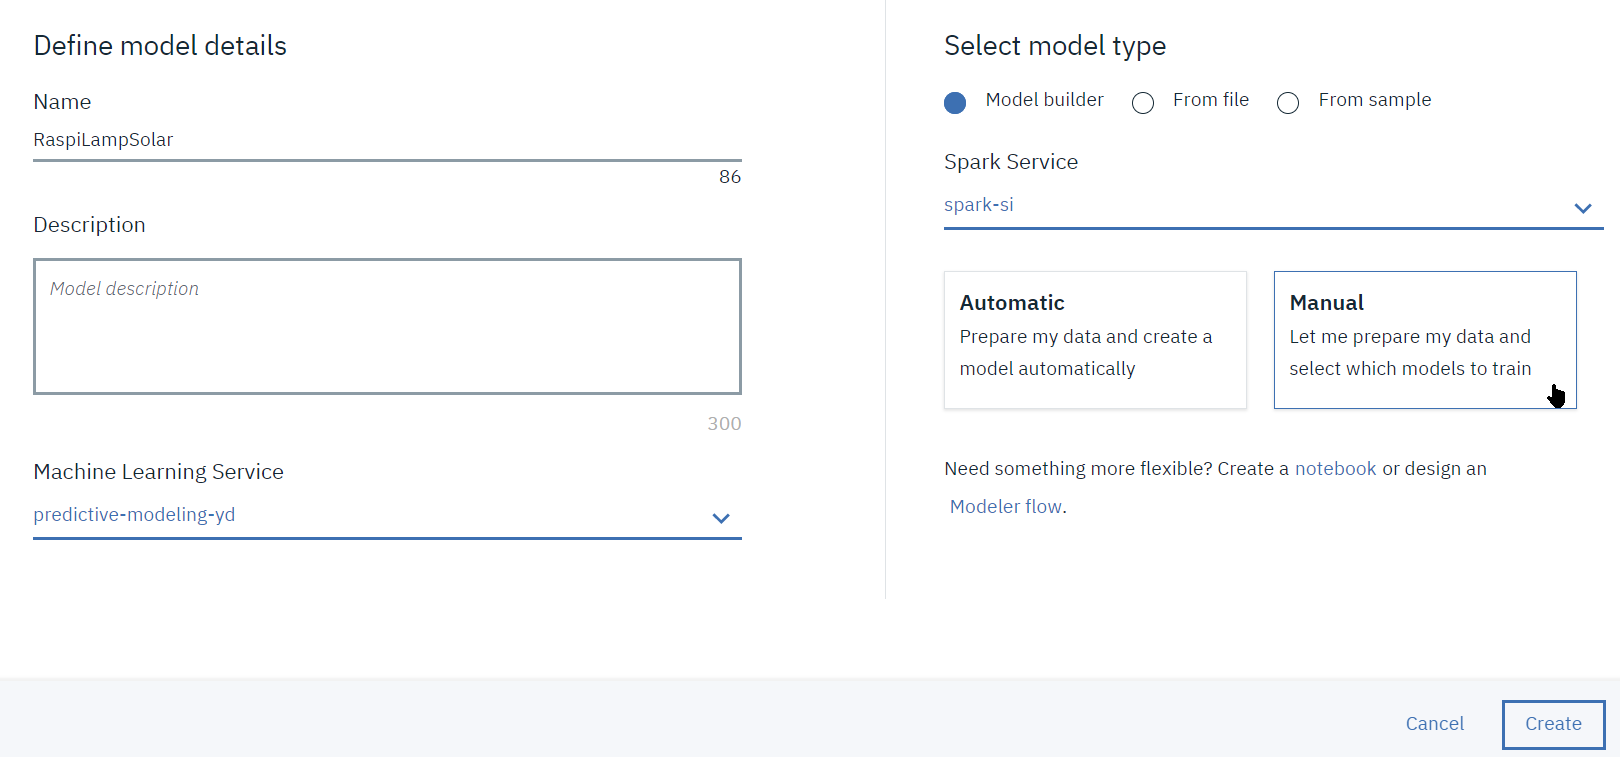 Define model details
Name
RaspiLampSolar
86
Description
Model description
300
Machine Learning Service
predictive-modeling-yd
Select model type
Model builder From file From sample
Spark Service
spark-si
Automatic
Prepare my data and create a
model automatically
Manual
Let me prepare my data and
select which models to train
Need something more flexible? Create a notebook or design an
Modeler flow.
Cancel Create